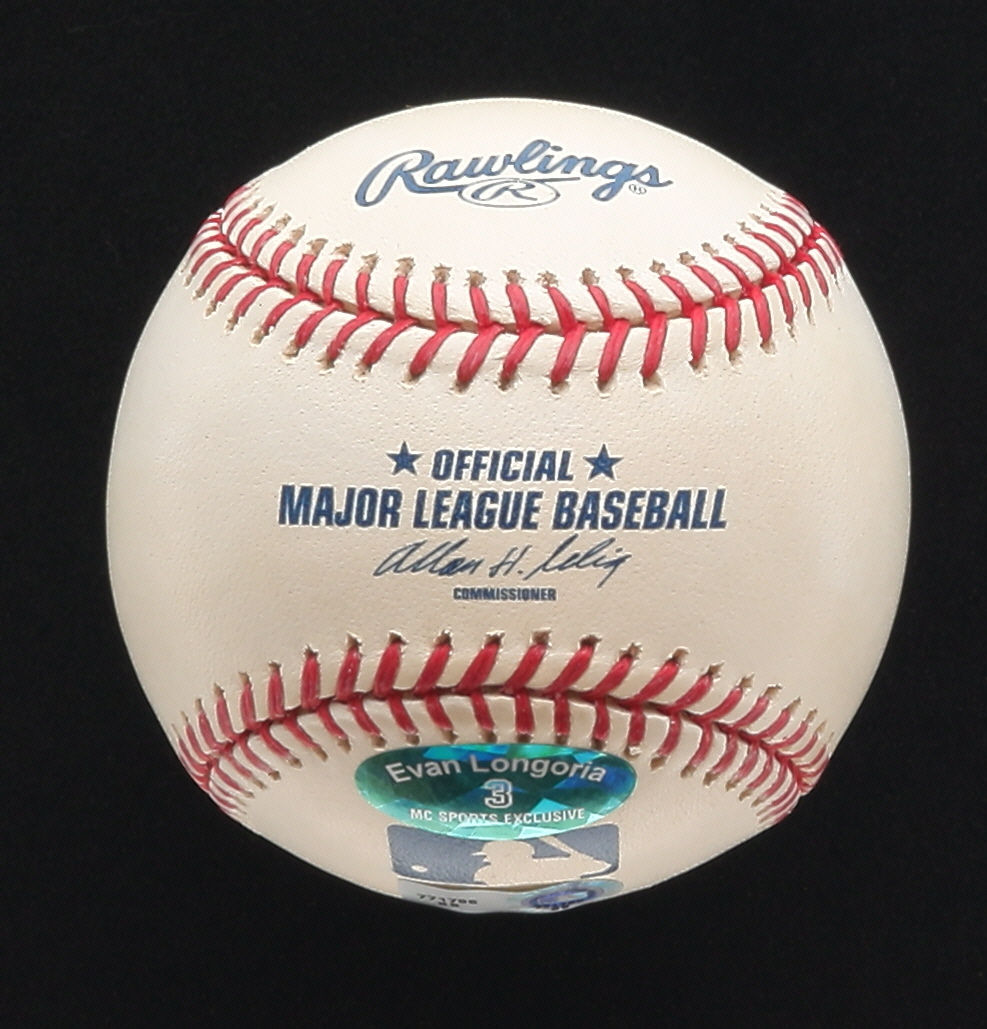 Rawlings ®
R
★ OFFICIAL ★
MAJOR LEAGUE BASEBALL
Allan H. Selig
COMMISSIONER
Evan Longoria
3
MC SPORTS EXCLUSIVE